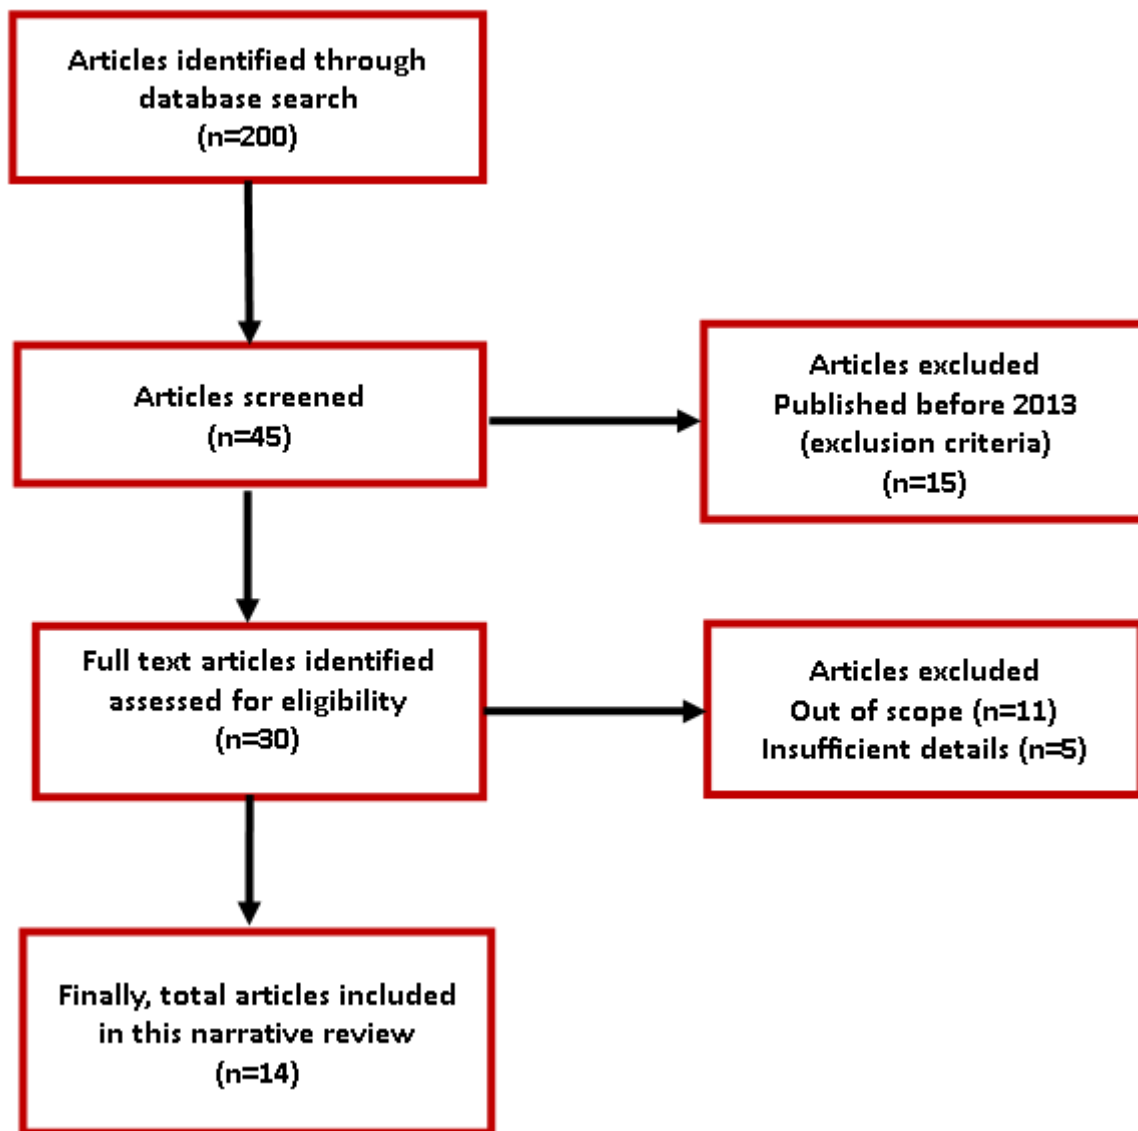 Articles identified through
database search
(n=200)
Articles screened
(n=45)
Articles excluded
Published before 2013
(exclusion criteria)
(n=15)
Full text articles identified
assessed for eligibility
(n=30)
Articles excluded
Out of scope (n=11)
Insufficient details (n=5)
Finally, total articles included
in this narrative review
(n=14)